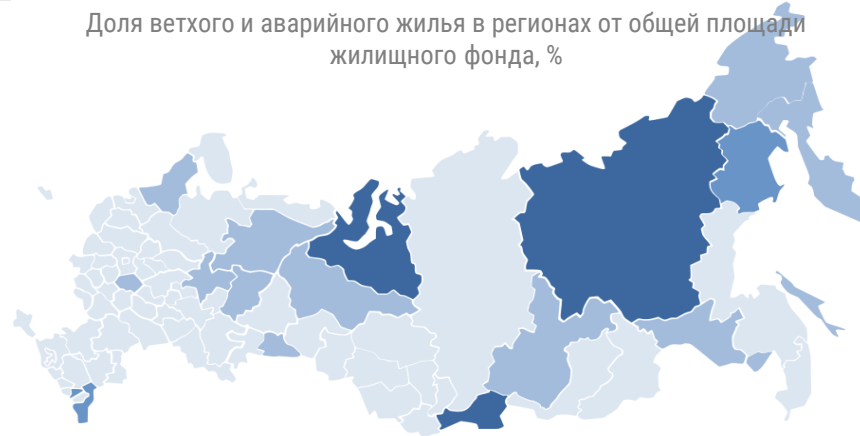 Доля ветхого и аварийного жилья в регионах от общей площади
жилищного фонда, %